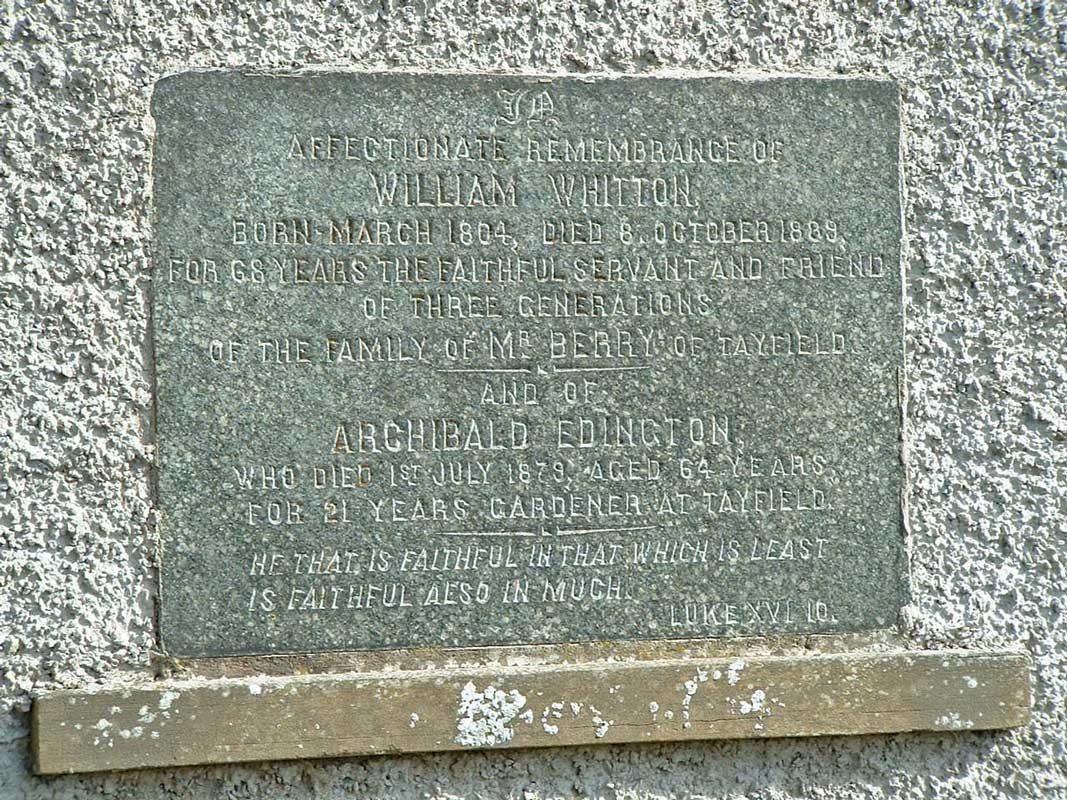 In
AFFECTIONATE REMEMBRANCE OF
WILLIAM WHITTON,
BORN MARCH 1804, DIED 8, OCTOBER 1889,
FOR 68 YEARS THE FAITHFUL SERVANT AND FRIEND
OF THREE GENERATIONS
OF THE FAMILY OF MR BERRY OF TAYFIELD
AND OF
ARCHIBALD EDINGTON,
WHO DIED 1ST JULY 1879, AGED 64 YEARS,
FOR 21 YEARS GARDENER AT TAYFIELD.
HE THAT IS FAITHFUL IN THAT WHICH IS LEAST
IS FAITHFUL ALSO IN MUCH.
LUKE XVI 10.